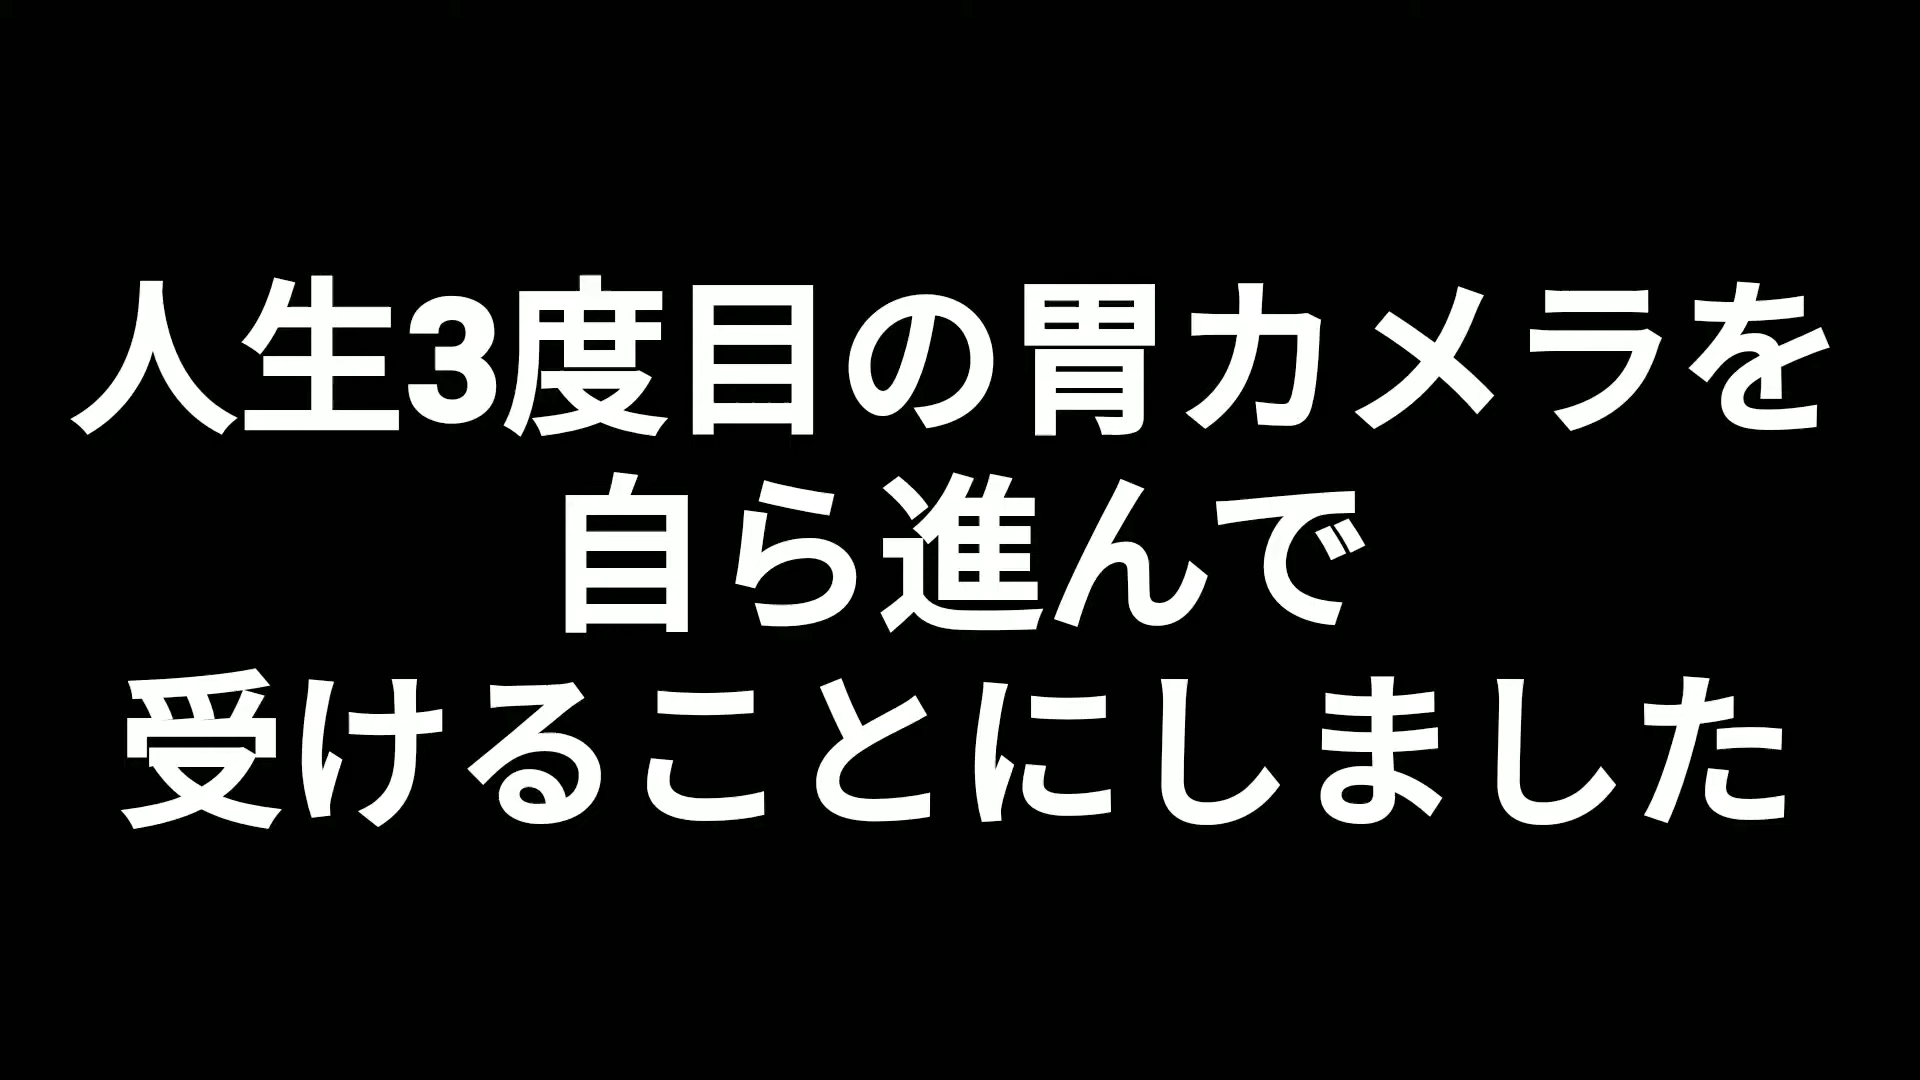 人生3度目の胃カメラを
自ら進んで
受けることにしました